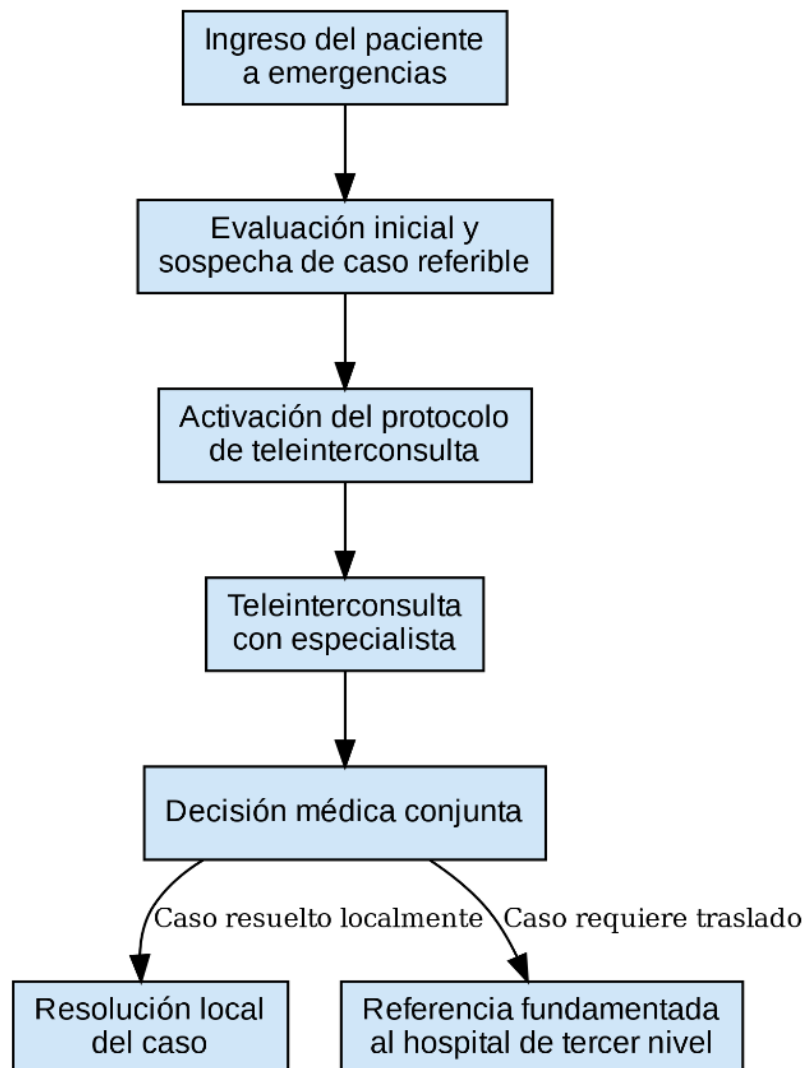 Ingreso del paciente
a emergencias
Evaluación inicial y
sospecha de caso referible
Activación del protocolo
de teleinterconsulta
Teleinterconsulta
con especialista
Decisión médica conjunta
Caso resuelto localmente
Caso requiere traslado
Resolución local
del caso
Referencia fundamentada
al hospital de tercer nivel